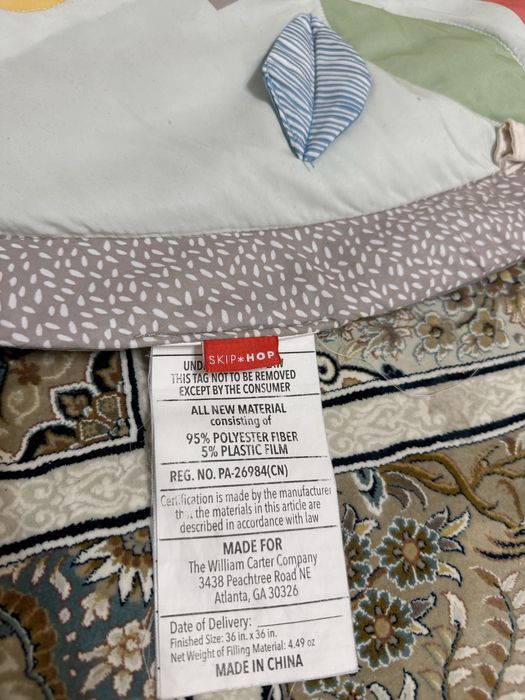 SKIP*HOP
UND
THIS TAG NOT TO BE REMOVED
EXCEPT BY THE CONSUMER
ALL NEW MATERIAL
consisting of
95% POLYESTER FIBER
5% PLASTIC FILM
REG. NO. PA-26984(CN)
Certification is made by the manufacturer
the materials in this article are
described in accordance with law
MADE FOR
The William Carter Company
3438 Peachtree Road NE
Atlanta, GA 30326
Date of Delivery:
Finished Size: 36 in. x 36 in.
Net Weight of Filling Material: 4.49 oz
MADE IN CHINA